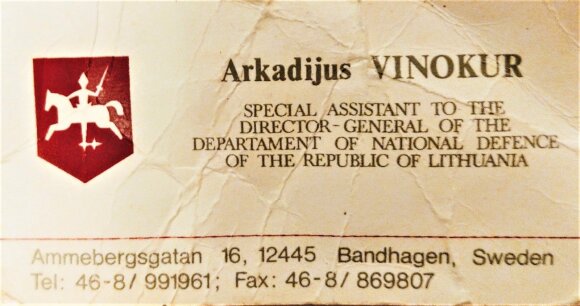 Arkadijus VINOKUR
SPECIAL ASSISTANT TO THE
DIRECTOR-GENERAL OF THE
DEPARTAMENT OF NATIONAL DEFENCE
OF THE REPUBLIC OF LITHUANIA
Ammebergsgatan 16, 12445 Bandhagen, Sweden
Tel: 46-8/ 991961; Fax: 46-8/ 869807